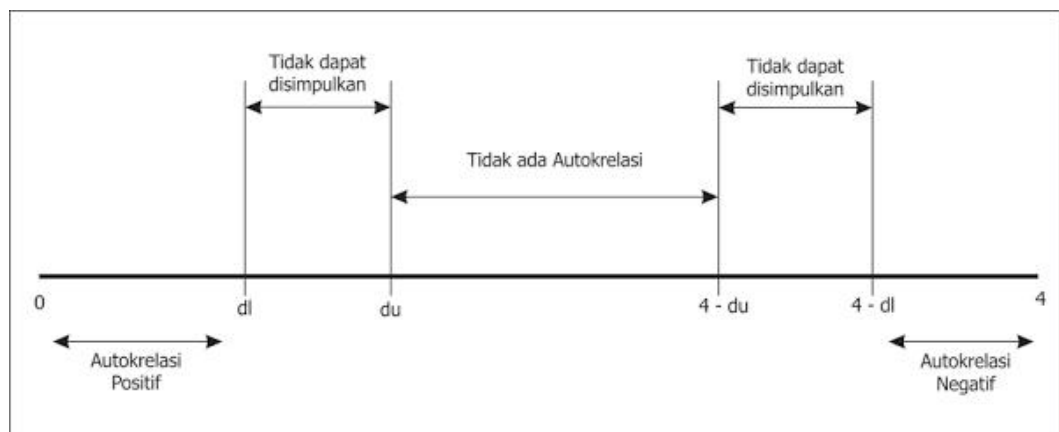 Tidak dapat
disimpulkan
Tidak dapat
disimpulkan
Tidak ada Autokrelasi
0
dl
du
4 - du
4 - dl
4
Autokrelasi
Positif
Autokrelasi
Negatif